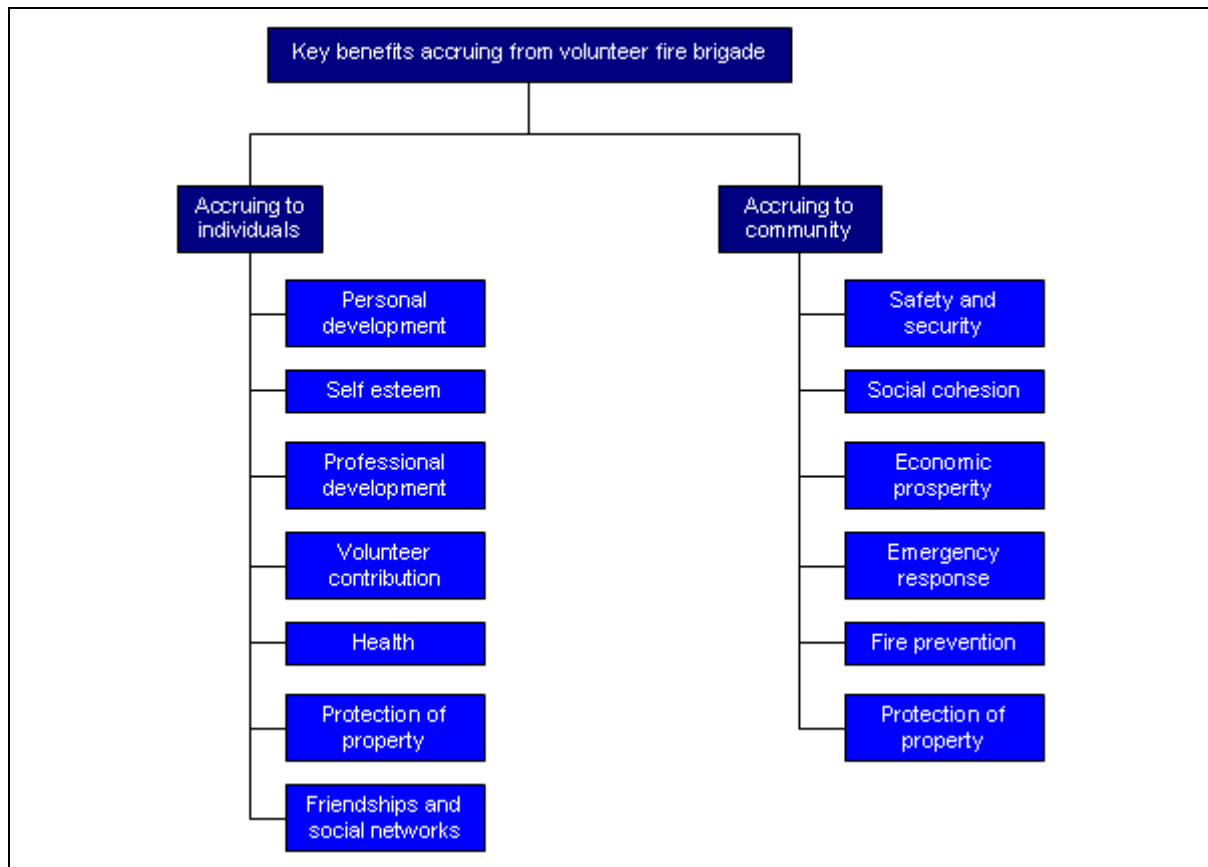 Key benefits accruing from volunteer fire brigade
Accruing to
individuals
Personal
development
Self esteem
Professional
development
Volunteer
contribution
Health
Protection of
property
Friendships and
social networks
Accruing to
community
Safety and
security
Social cohesion
Economic
prosperity
Emergency
response
Fire prevention
Protection of
property